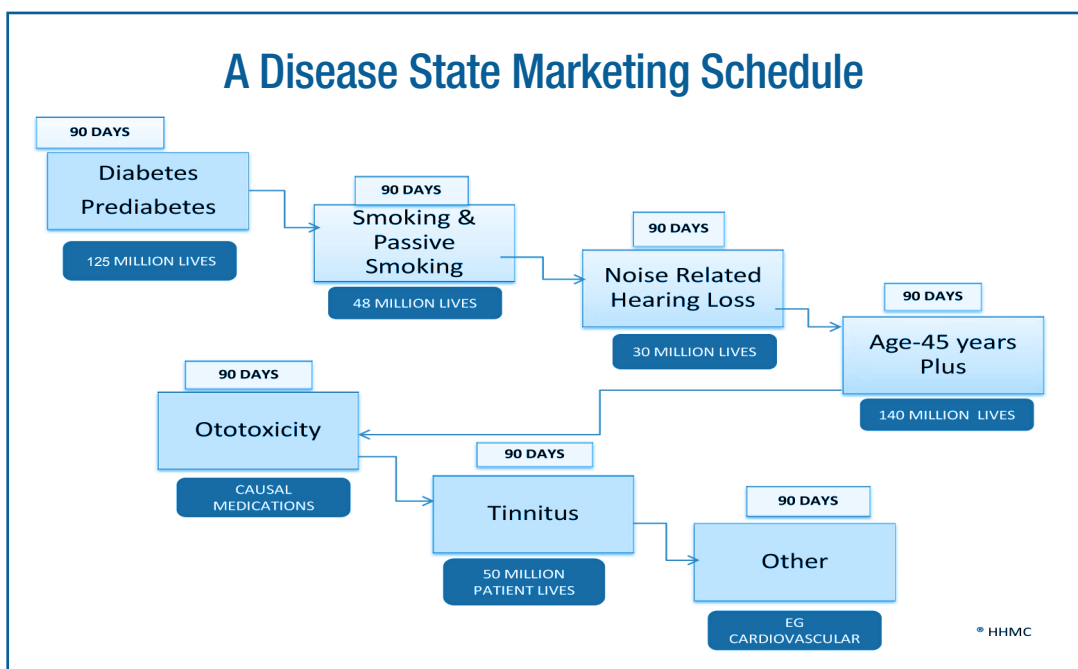 A Disease State Marketing Schedule
90 DAYS
Diabetes
Prediabetes
125 MILLION LIVES
90 DAYS
Smoking &
Passive
Smoking
48 MILLION LIVES
90 DAYS
Noise Related
Hearing Loss
30 MILLION LIVES
90 DAYS
Age-45 years
Plus
140 MILLION LIVES
90 DAYS
Ototoxicity
CAUSAL
MEDICATIONS
90 DAYS
Tinnitus
50 MILLION
PATIENT LIVES
90 DAYS
Other
EG
CARDIOVASCULAR
® HHMC